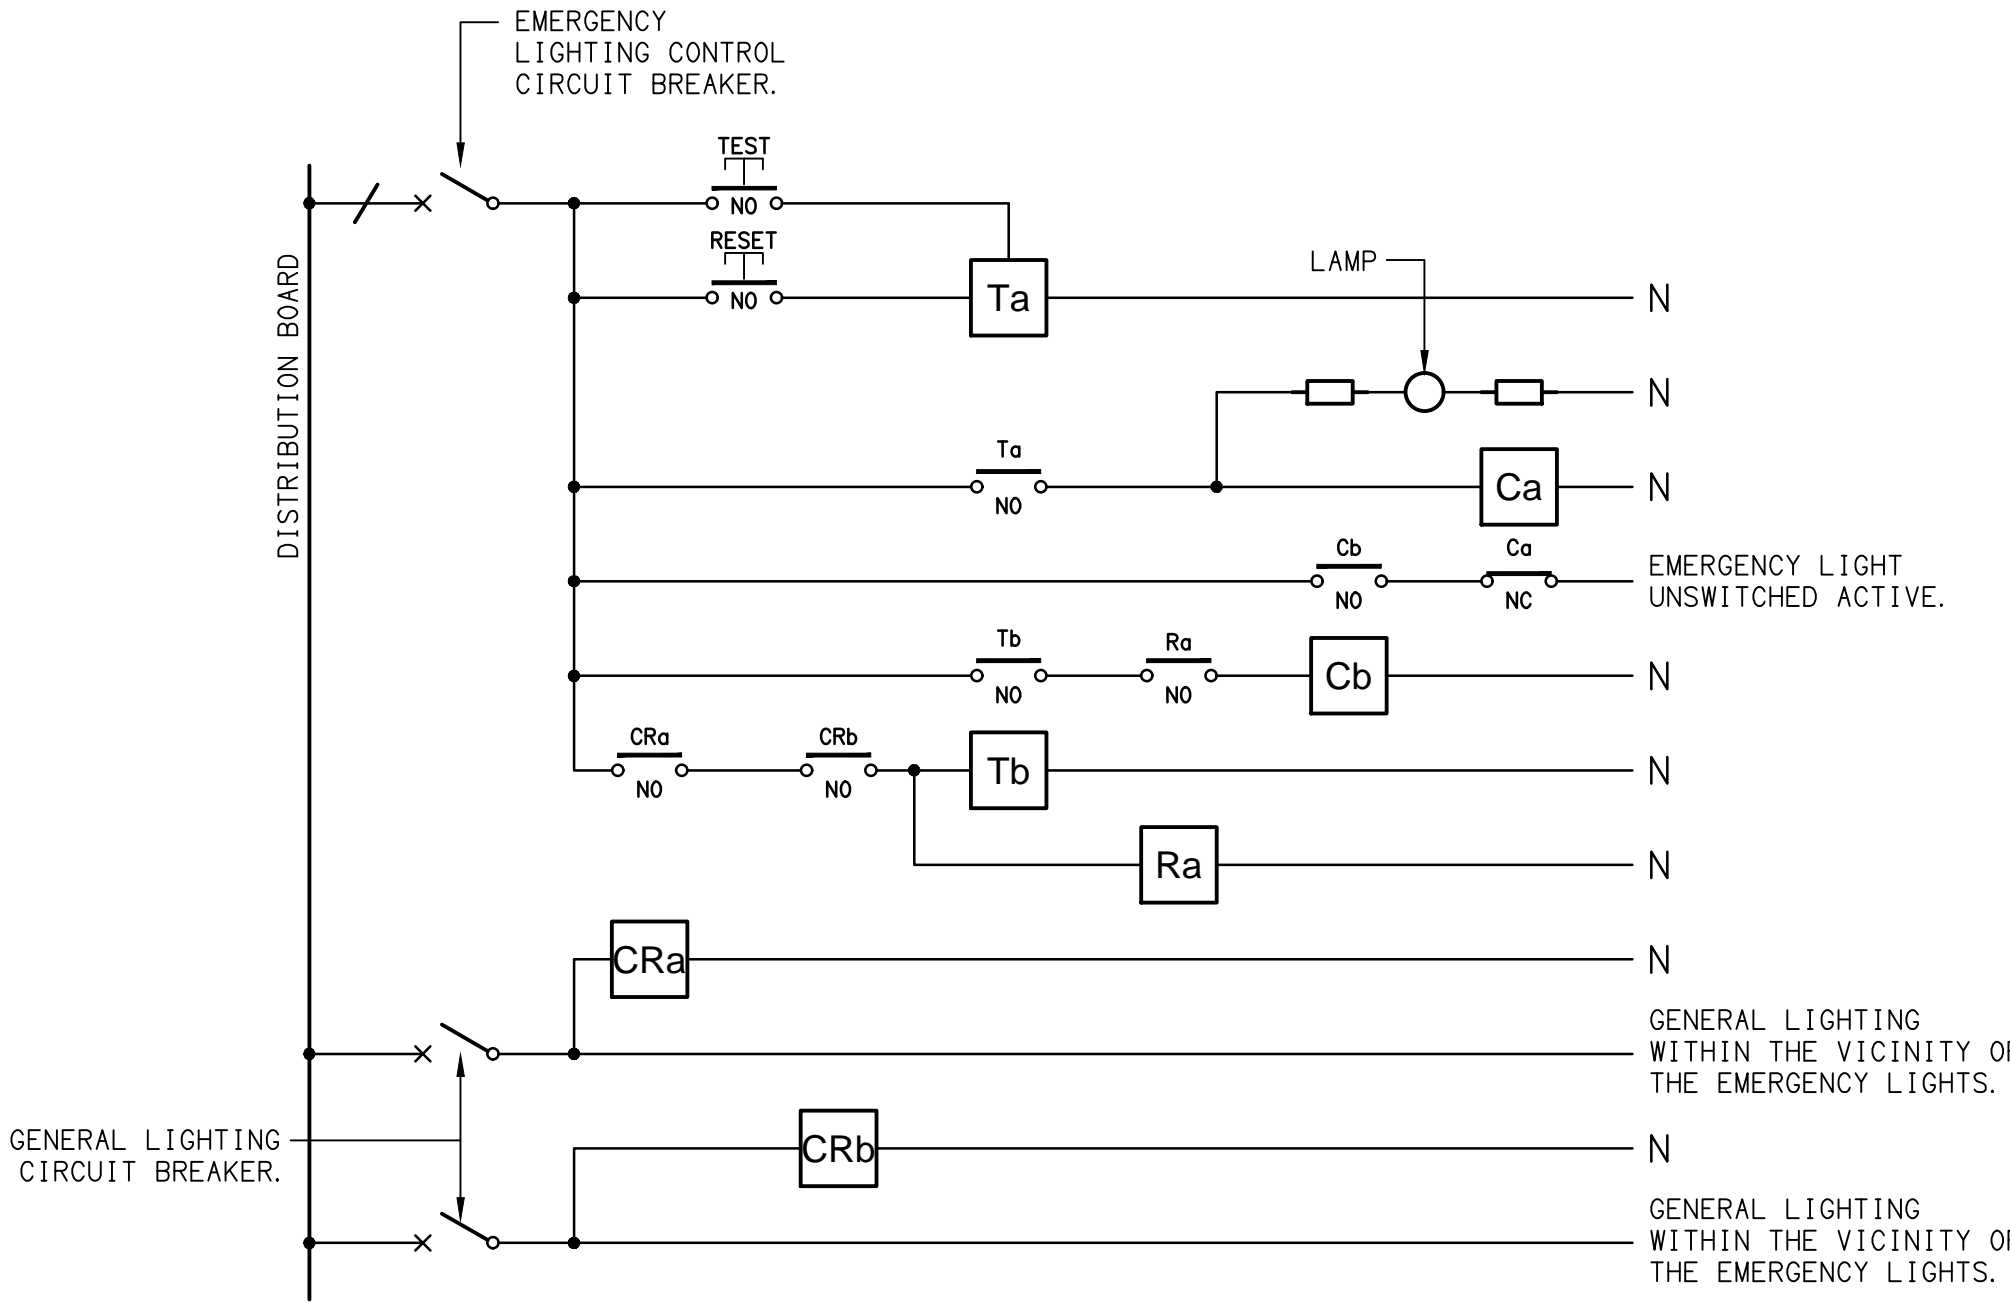 EMERGENCY
LIGHTING CONTROL
CIRCUIT BREAKER.
TEST
NO
RESET
NO
Ta
N
DISTRIBUTION BOARD
LAMP
N
Ta
NO
Ca
N
Cb
NO
Ca
NC
EMERGENCY LIGHT
UNSWITCHED ACTIVE.
Tb
NO
Ra
NO
Cb
N
CRa
NO
CRb
NO
Tb
N
Ra
N
CRa
N
GENERAL LIGHTING
WITHIN THE VICINITY OF
THE EMERGENCY LIGHTS.
GENERAL LIGHTING
CIRCUIT BREAKER.
CRb
N
GENERAL LIGHTING
WITHIN THE VICINITY OF
THE EMERGENCY LIGHTS.